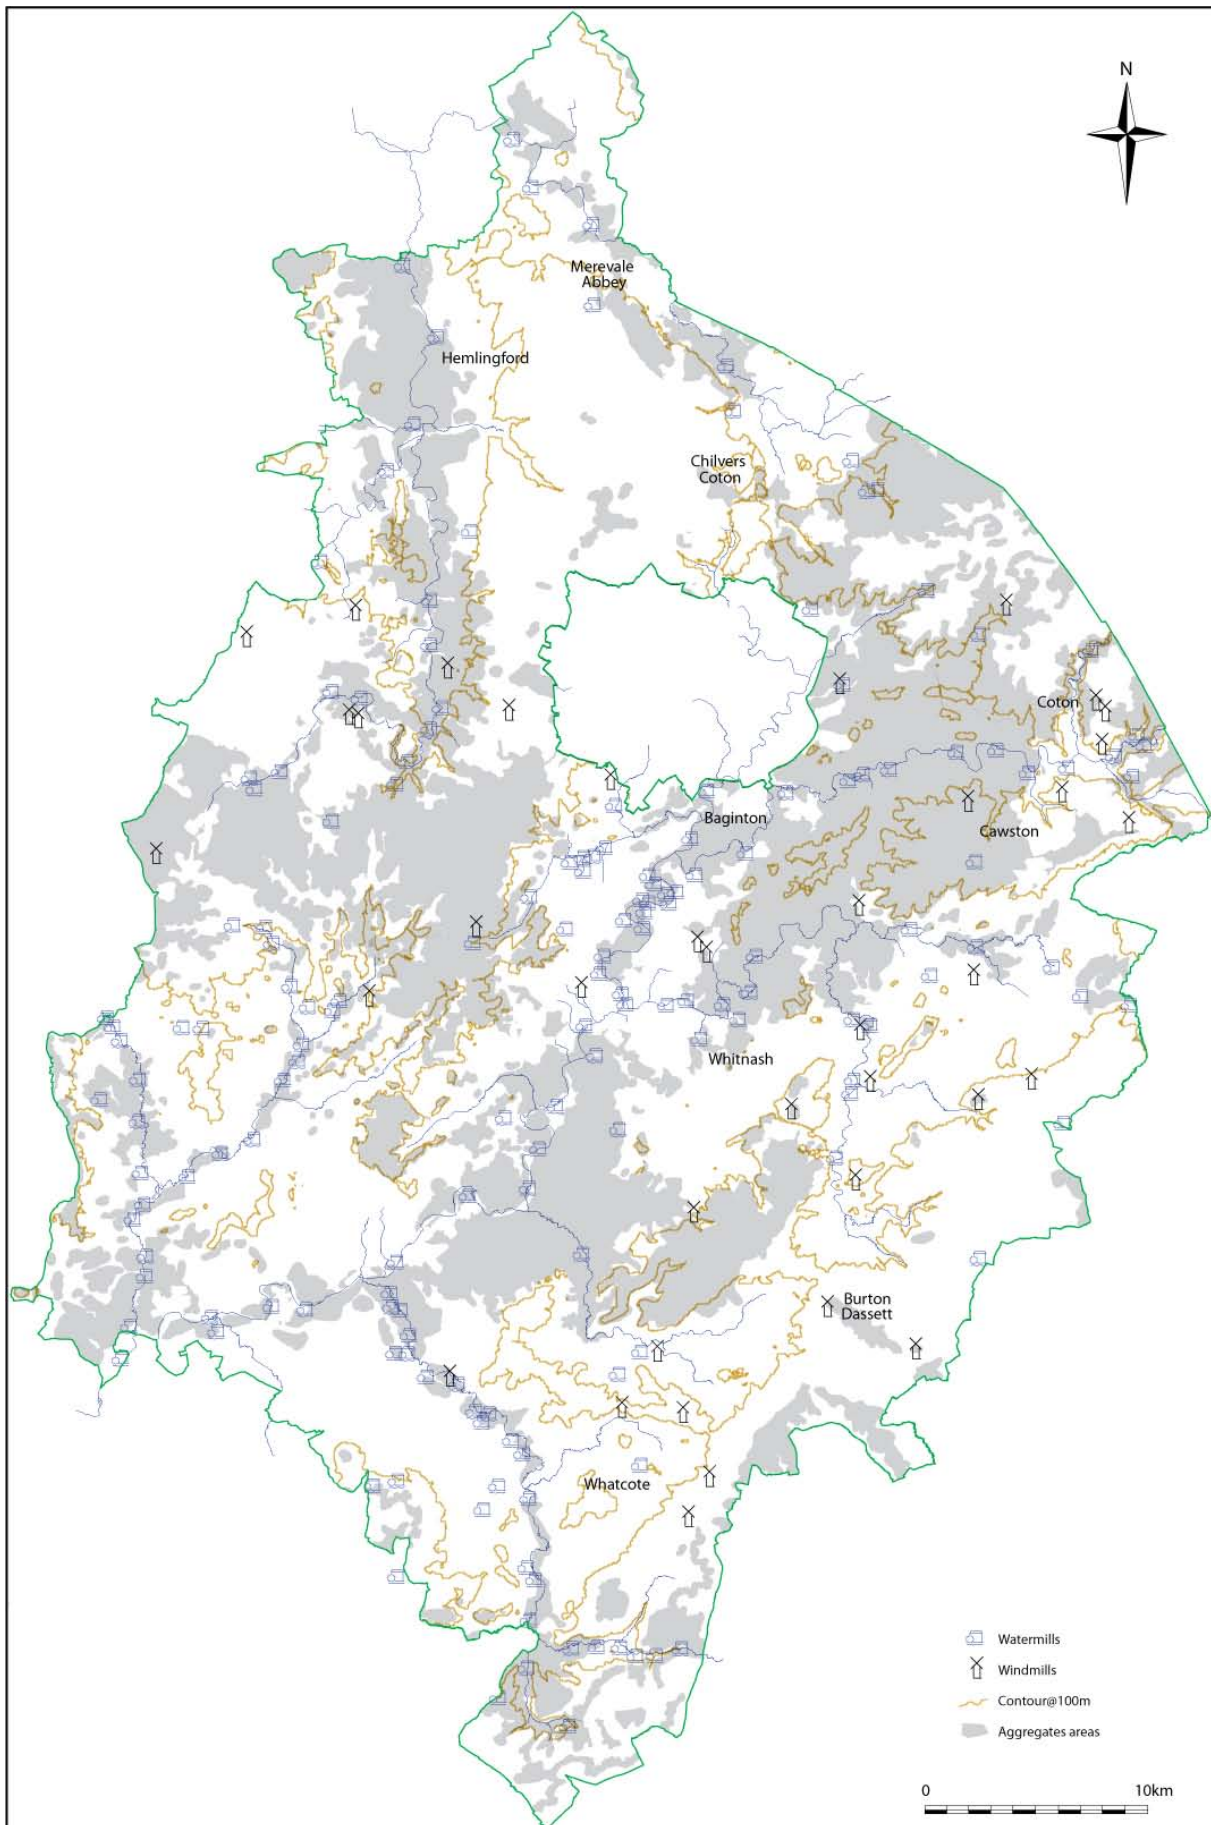 N
Merevale
Abbey
Hemlingford
Chilvers
Coton
Coton
Baginton
Cawston
Whitnash
Burton
Dassett
Whatcote
Watermills
Windmills
Contour@100m
Aggregates areas
0 10km